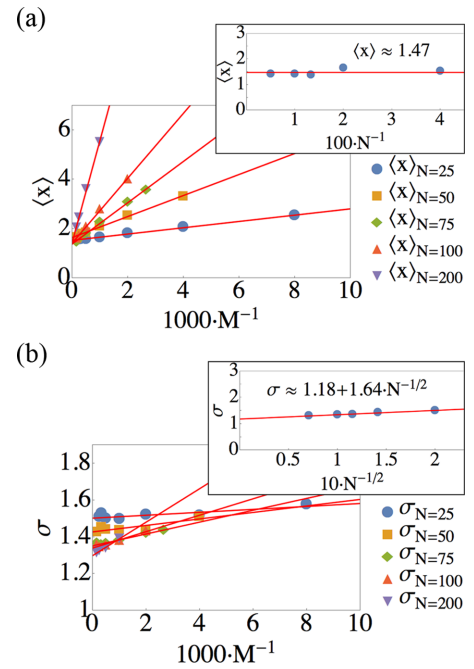 (a)
3
2
1
0
⟨x⟩
⟨x⟩ ≈ 1.47
1 2 3 4
100·N⁻¹
6
4
2
0
⟨x⟩
0 2 4 6 8 10
1000·M⁻¹
⟨x⟩N=25
⟨x⟩N=50
⟨x⟩N=75
⟨x⟩N=100
⟨x⟩N=200
(b)
3
2
1
0
σ
σ ≈ 1.18+1.64·N⁻¹/²
0.5 1 1.5 2
10·N⁻¹/²
1.8
1.6
1.4
1.2
1
σ
0 2 4 6 8 10
1000·M⁻¹
σN=25
σN=50
σN=75
σN=100
σN=200